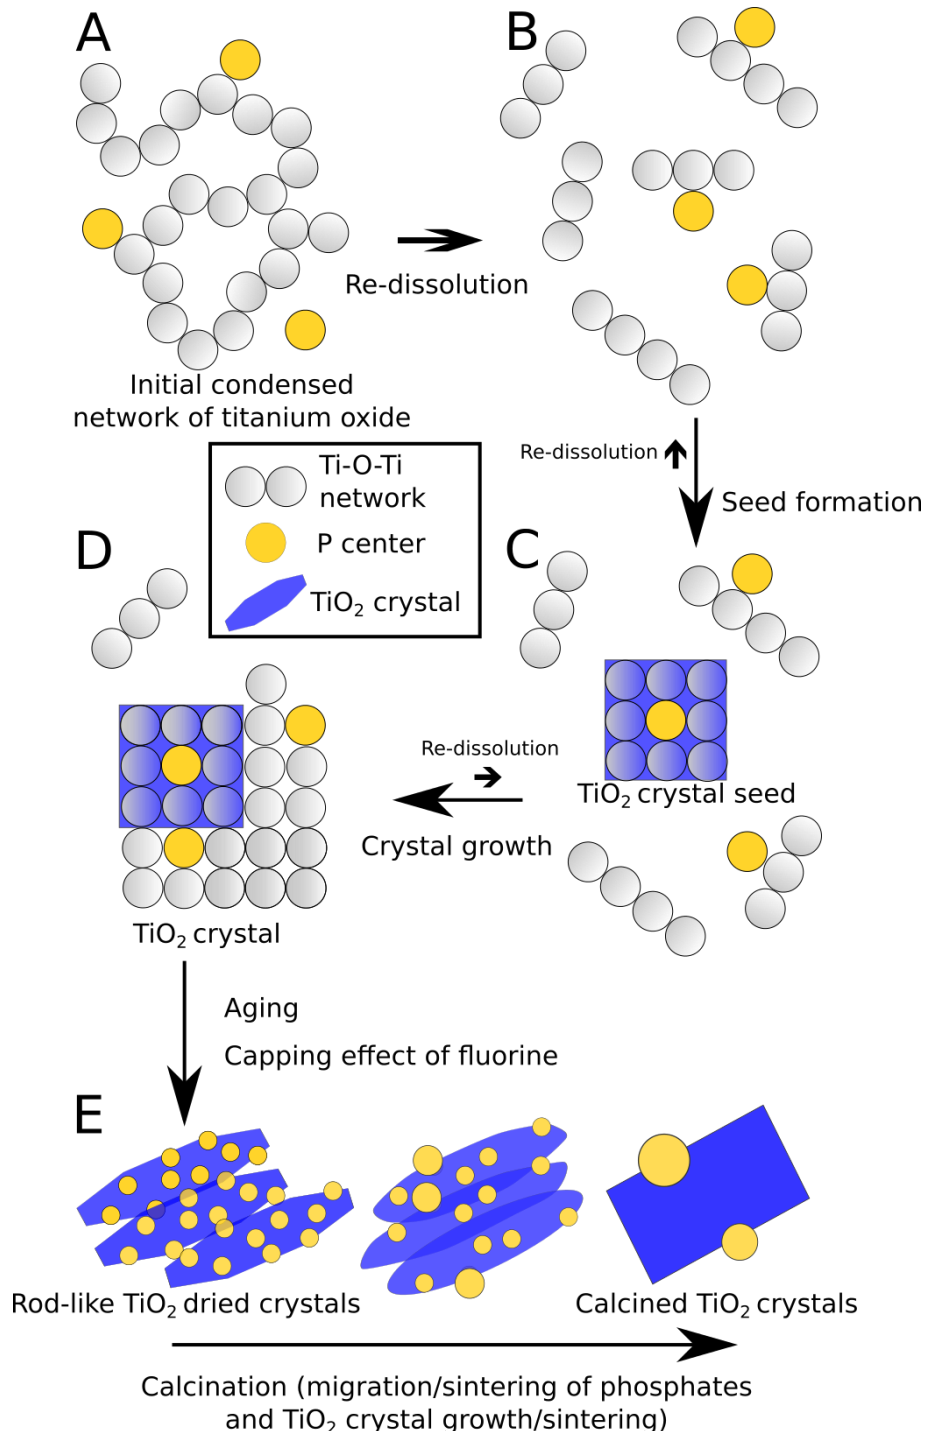 A
B
Re-dissolution
Initial condensed
network of titanium oxide
Ti-O-Ti
network
P center
TiO₂ crystal
Re-dissolution
Seed formation
D
C
Re-dissolution
TiO₂ crystal seed
Crystal growth
TiO₂ crystal
Aging
Capping effect of fluorine
E
Rod-like TiO₂ dried crystals
Calcined TiO₂ crystals
Calcination (migration/sintering of phosphates
and TiO₂ crystal growth/sintering)